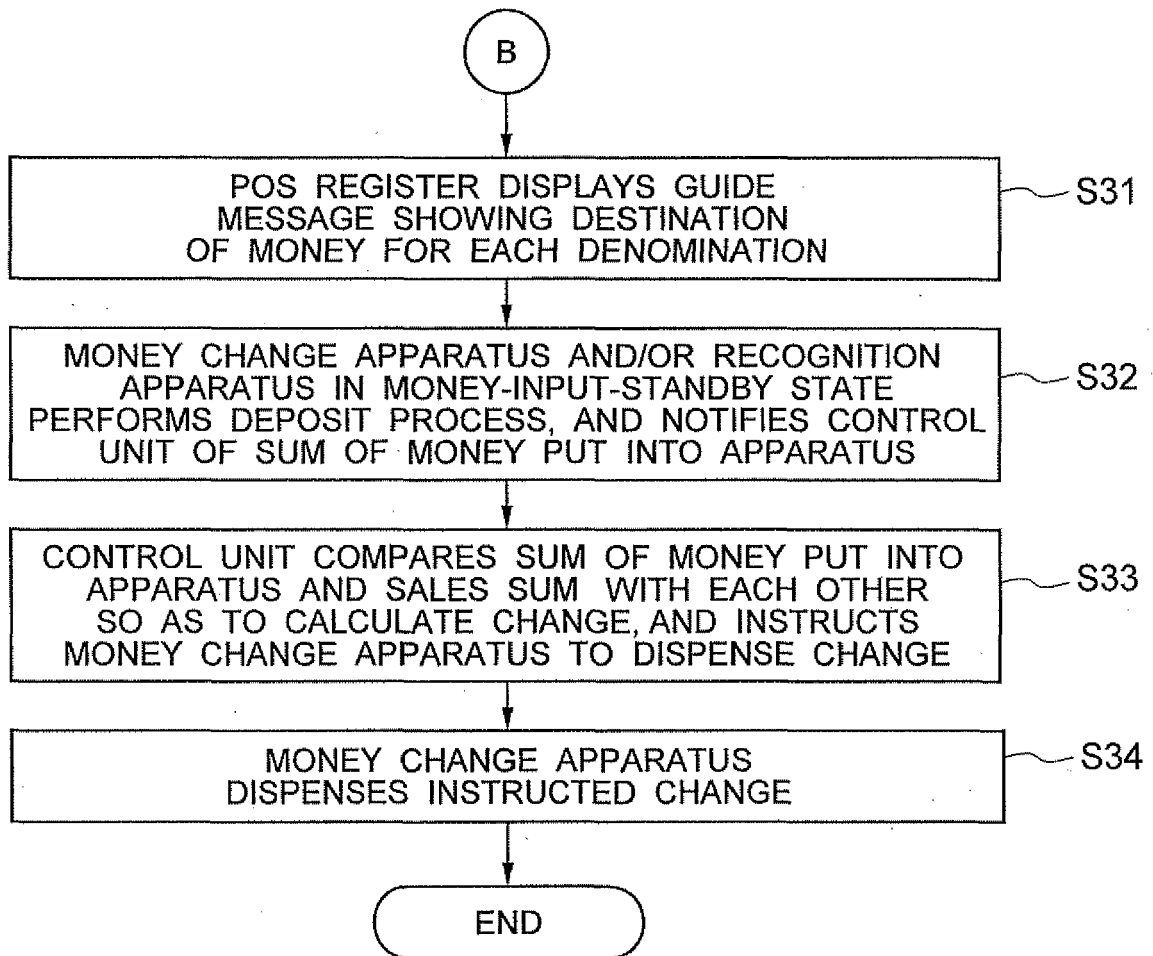 B
POS REGISTER DISPLAYS GUIDE
MESSAGE SHOWING DESTINATION
OF MONEY FOR EACH DENOMINATION
S31
MONEY CHANGE APPARATUS AND/OR RECOGNITION
APPARATUS IN MONEY-INPUT-STANDBY STATE
PERFORMS DEPOSIT PROCESS, AND NOTIFIES CONTROL
UNIT OF SUM OF MONEY PUT INTO APPARATUS
S32
CONTROL UNIT COMPARES SUM OF MONEY PUT INTO
APPARATUS AND SALES SUM WITH EACH OTHER
SO AS TO CALCULATE CHANGE, AND INSTRUCTS
MONEY CHANGE APPARATUS TO DISPENSE CHANGE
S33
MONEY CHANGE APPARATUS
DISPENSES INSTRUCTED CHANGE
S34
END